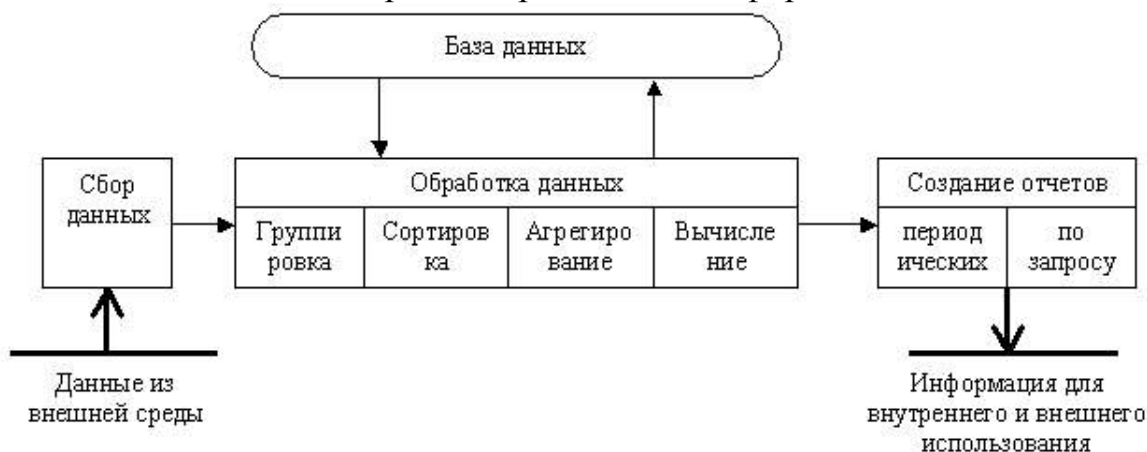 База данных
Сбор
данных
Обработка данных
Группи
ровка
Сортиров
ка
Агрегиро
вание
Вычисле
ние
Создание отчетов
период
ических
по
запросу
Данные из
внешней среды
Информация для
внутреннего и внешнего
использования